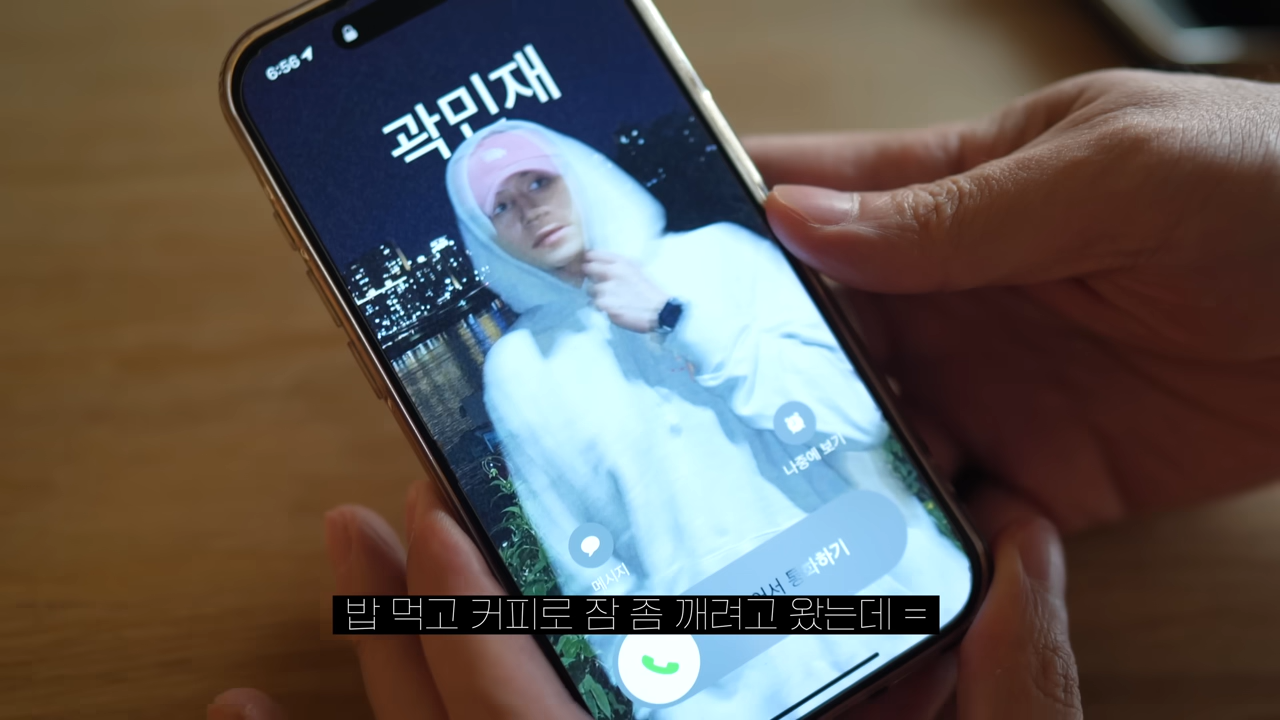 6:56
곽민재
나중에 보기
메시지
통화하기
밥 먹고 커피로 잠 좀 깨려고 왔는데 =